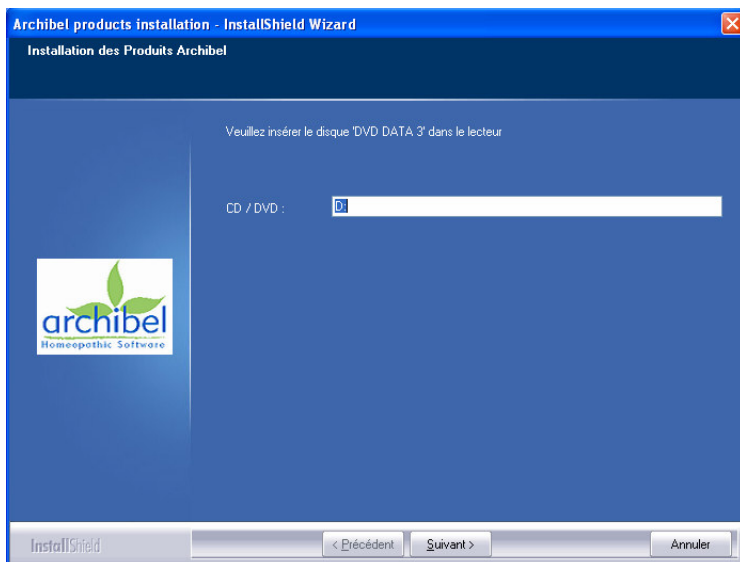 Archibel products installation - InstallShield Wizard
Installation des Produits Archibel
Veuillez insérer le disque 'DVD DATA 3' dans le lecteur
CD / DVD :
D:
archibel
Homeopathic Software
InstallShield
< Précédent
Suivant >
Annuler